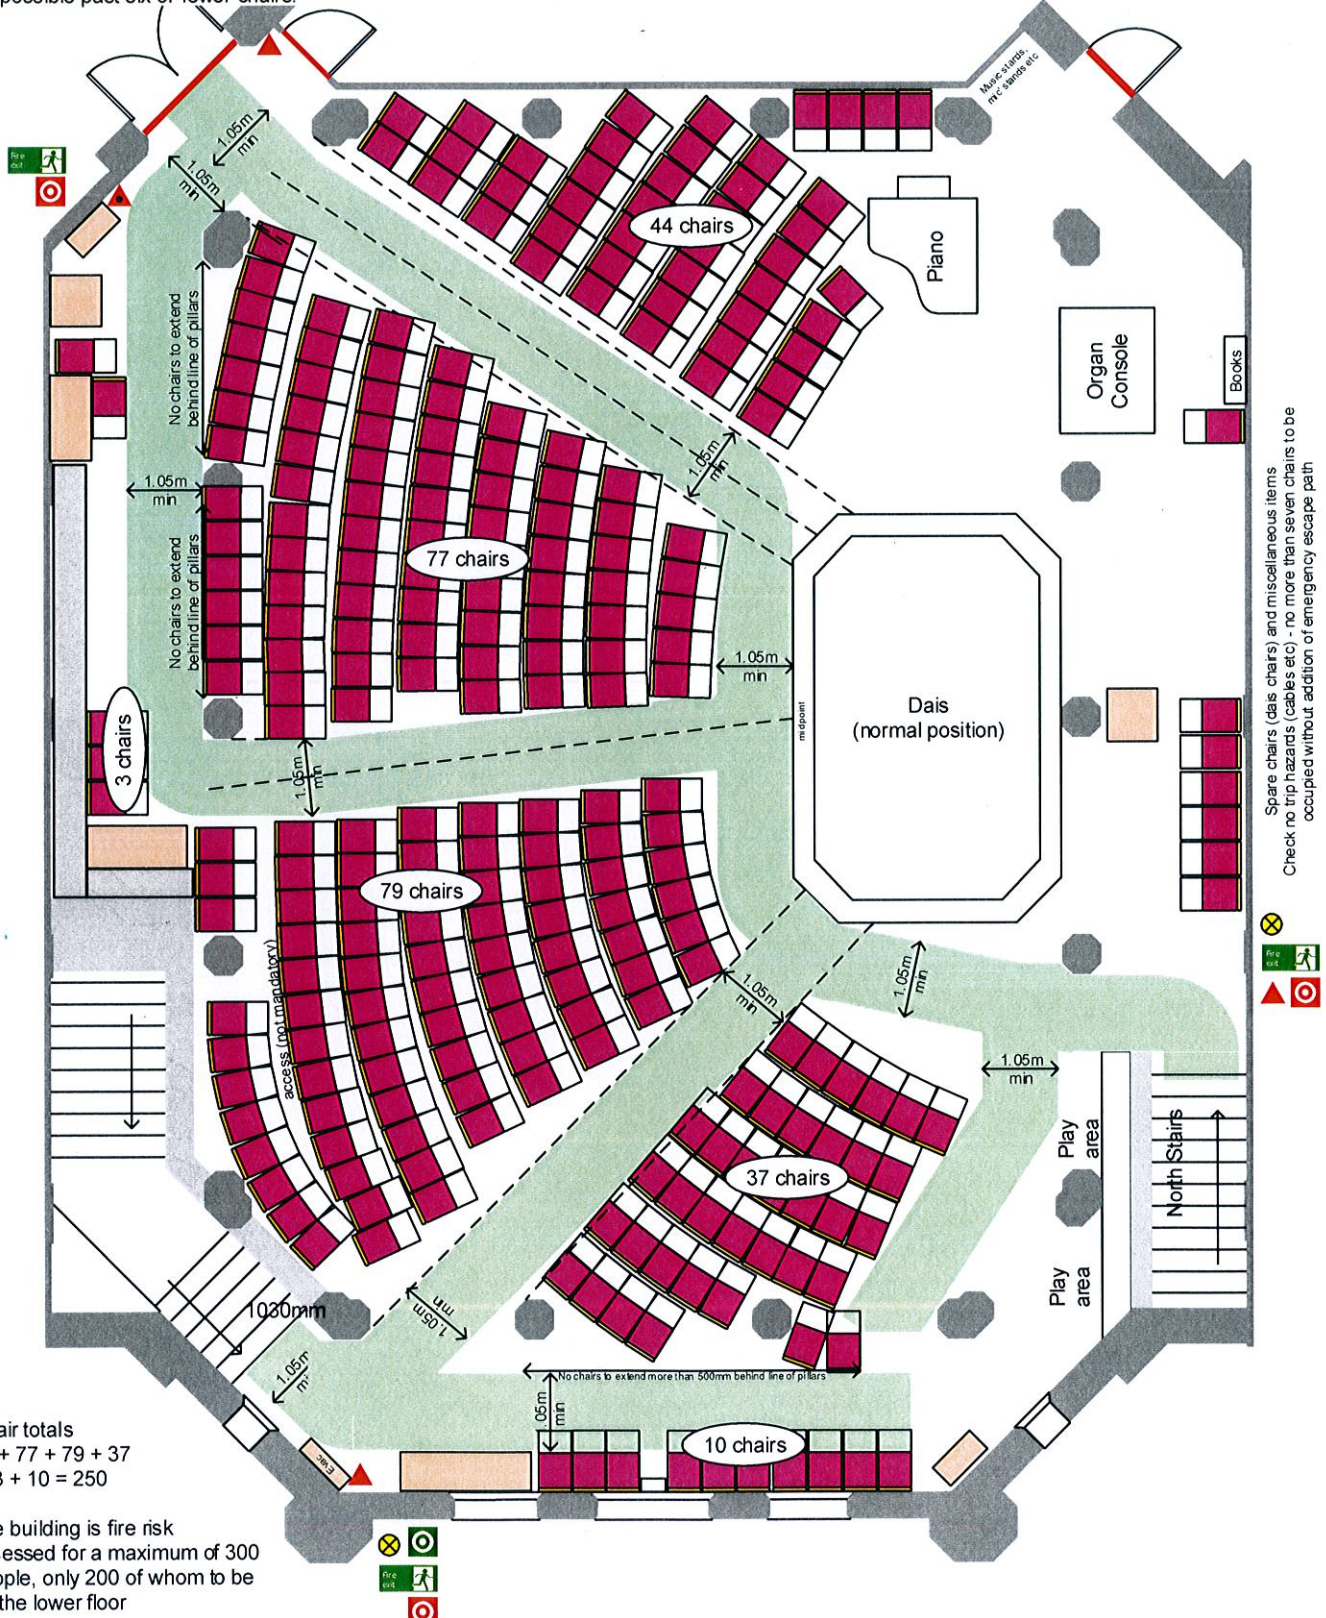 possible past six or lower chairs.
Music stands,
mic' stands etc
1.05m
min
1.05m
min
Fire
exit
44 chairs
Piano
No chairs to extend
behind line of pillars
Organ
Console
Books
1.05m
min
1.05m
min
No chairs to extend
behind line of pillars
77 chairs
1.05m
min
midpoint
Dais
(normal position)
3 chairs
1.05m
min
Spare chairs (dais chairs) and miscellaneous items
Check no trip hazards (cables etc) - no more than seven chairs to be
occupied without addition of emergency escape path
79 chairs
access (not mandatory)
1.05m
min
1.05m
min
Fire
exit
1.05m
min
Play
area
North Stairs
37 chairs
Play
area
1030mm
1.05m
min
1.05m
No chairs to extend more than 500mm behind line of pillars
.05m
min
10 chairs
Evac
air totals
+ 77 + 79 + 37
3 + 10 = 250
e building is fire risk
essed for a maximum of 300
ople, only 200 of whom to be
the lower floor
Fire
exit